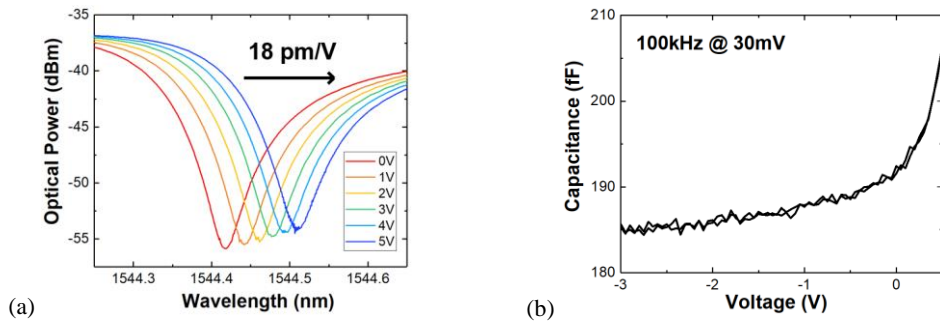 -35
-40
-45
-50
-55
Optical Power (dBm)
18 pm/V
0V
1V
2V
3V
4V
5V
1544.3 1544.4 1544.5 1544.6
Wavelength (nm)
(a)
210
200
190
180
Capacitance (fF)
100kHz @ 30mV
-3 -2 -1 0
Voltage (V)
(b)